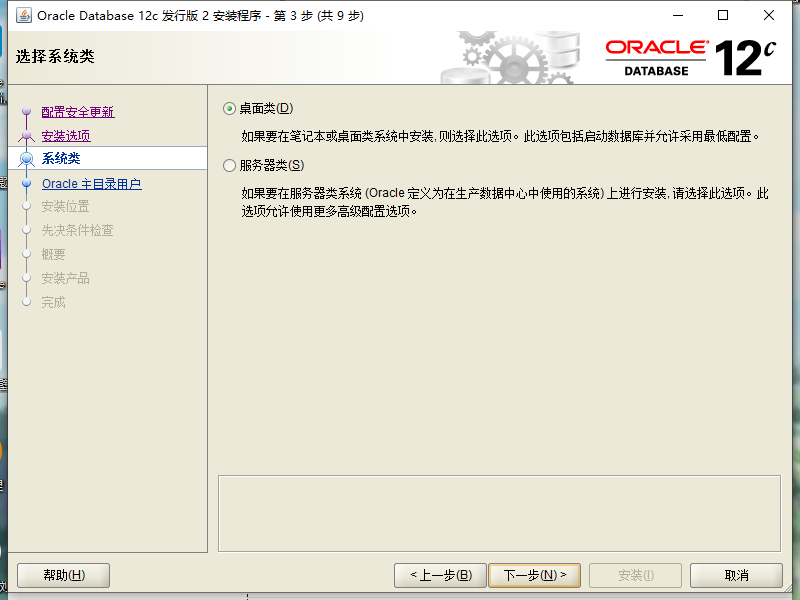 Oracle Database 12c 发行版 2 安装程序 - 第 3 步 (共 9 步)
选择系统类
ORACLE
DATABASE
12c
配置安全更新
安装选项
系统类
Oracle 主目录用户
安装位置
先决条件检查
概要
安装产品
完成
桌面类(D)
如果要在笔记本或桌面类系统中安装, 则选择此选项。此选项包括启动数据库并允许采用最低配置。
服务器类(S)
如果要在服务器类系统 (Oracle 定义为在生产数据中心中使用的系统) 上进行安装, 请选择此选项。此
选项允许使用更多高级配置选项。
帮助(H)
< 上一步(B)
下一步(N) >
安装(I)
取消